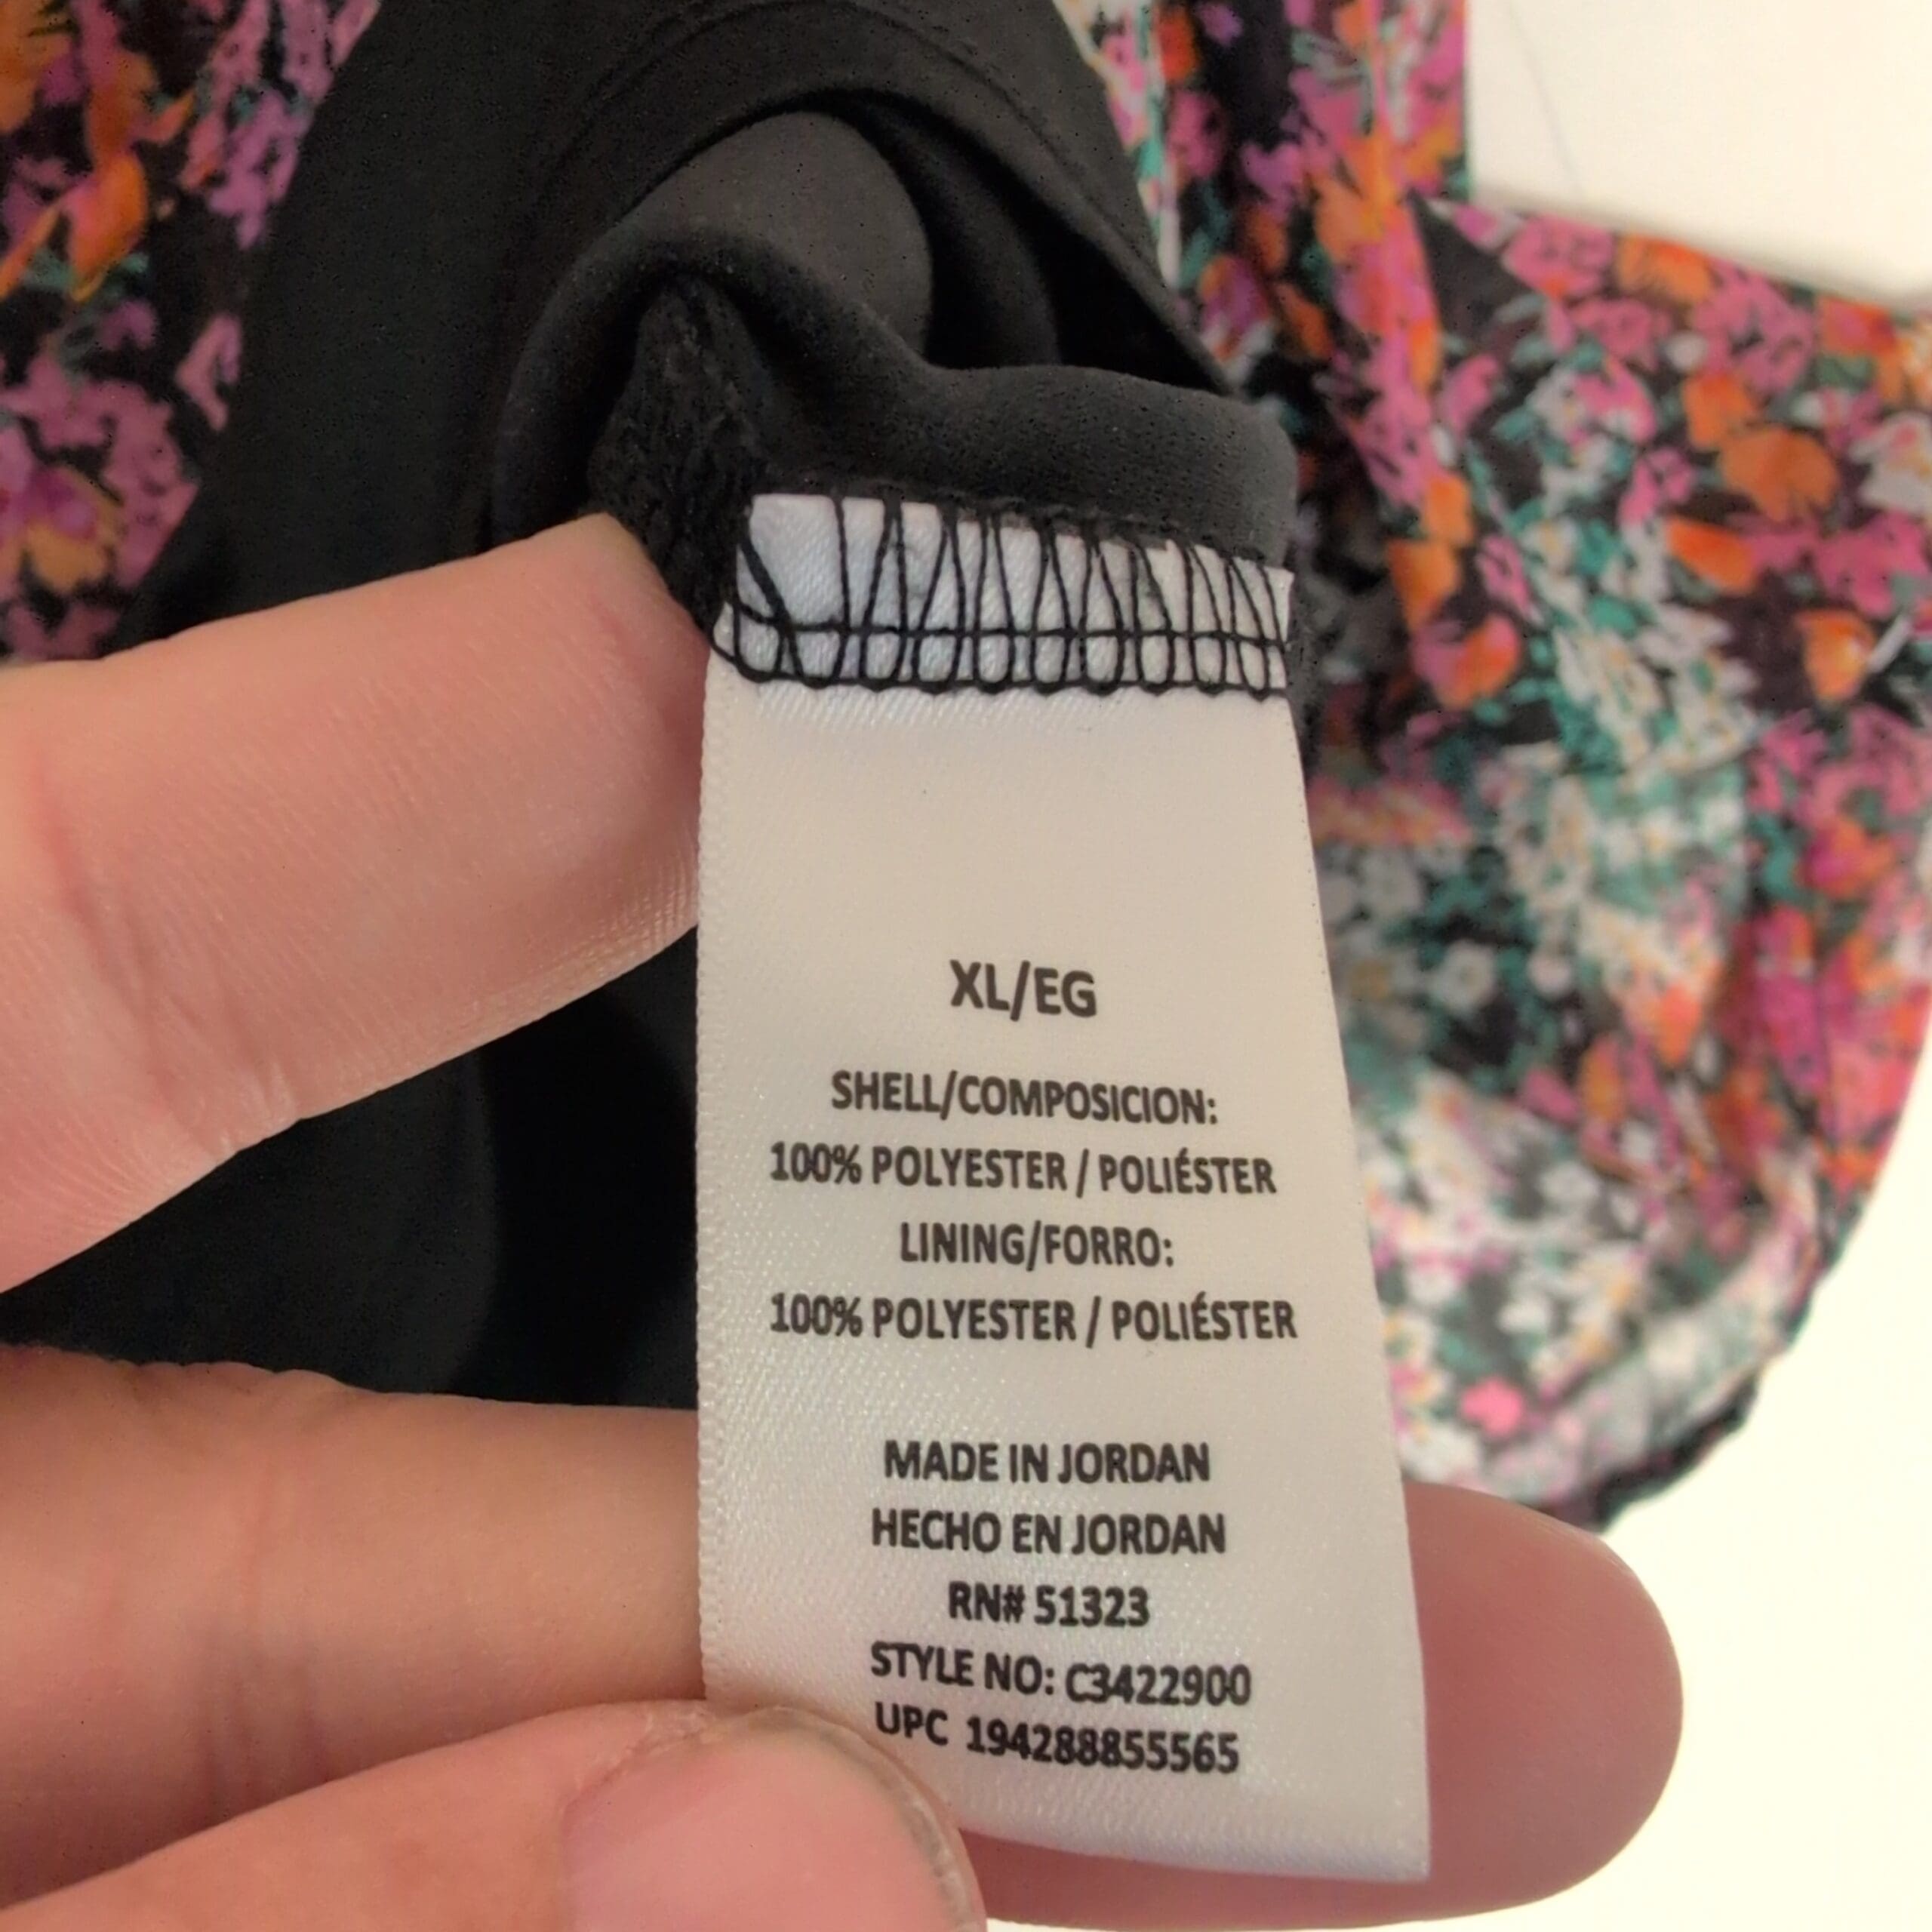 XL/EG
SHELL/COMPOSICION:
100% POLYESTER / POLIÉSTER
LINING/FORRO:
100% POLYESTER / POLIÉSTER
MADE IN JORDAN
HECHO EN JORDAN
RN# 51323
STYLE NO: C3422900
UPC 194288855565